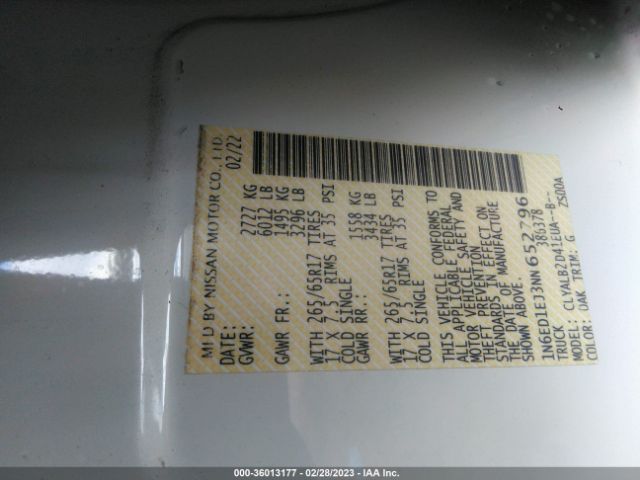 MFD BY NISSAN MOTOR CO., LTD.
DATE: 02/22
GVWR: 2727 KG
6012 LB
GAWR FR.: 1495 KG
3296 LB
WITH 265/65R17 TIRES
17 X 7.5 RIMS AT 35 PSI
COLD SINGLE
GAWR RR.: 1558 KG
3434 LB
WITH 265/65R17 TIRES
17 X 7.5 RIMS AT 35 PSI
COLD SINGLE
THIS VEHICLE CONFORMS TO
ALL APPLICABLE FEDERAL
MOTOR VEHICLE SAFETY AND
THEFT PREVENTION
STANDARDS IN EFFECT ON
THE DATE OF MANUFACTURE
SHOWN ABOVE.
1N6ED1EJ3NN652796
TRUCK 386378
MODEL: CLYALB2D41EUA--B--
COLOR: QAK TRIM: G ZS00A
000-36013177 - 02/28/2023 - IAA Inc.